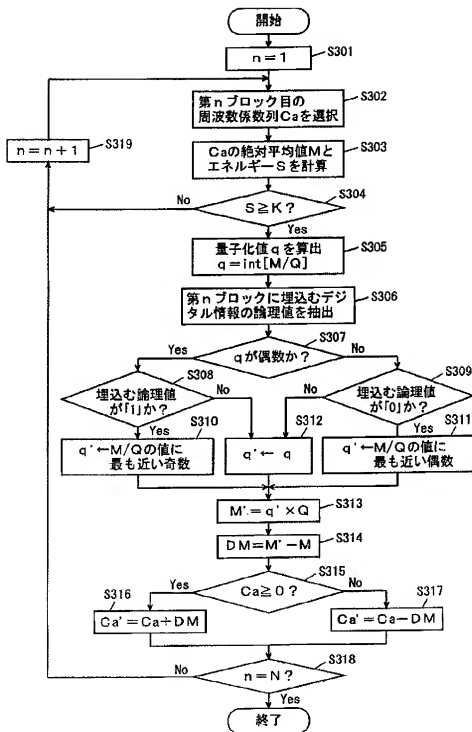 開始
n=1
S301
第nブロック目の
周波数係数列Caを選択
S302
n=n+1
S319
Caの絶対平均値Mと
エネルギーSを計算
S303
S304
No
S≧K?
Yes
量子化値qを算出
q=int[M/Q]
S305
第nブロックに埋込むデジ
タル情報の論理値を抽出
S306
S307
Yes
qが偶数か?
No
S308
S309
埋込む論理値
が「1」か?
No
No
埋込む論理値
が「0」か?
Yes
S310
S312
Yes
S311
q'←M/Qの値に
最も近い奇数
q'← q
q'←M/Qの値に
最も近い偶数
M'=q'×Q
S313
DM=M'-M
S314
S315
Yes
Ca≧0?
No
S316
S317
Ca'=Ca+DM
Ca'=Ca-DM
S318
No
n=N?
Yes
終了